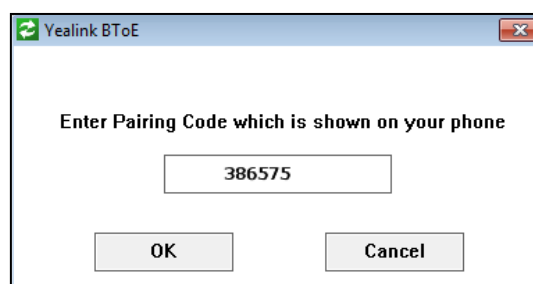 Yealink BToE
Enter Pairing Code which is shown on your phone
386575
OK Cancel